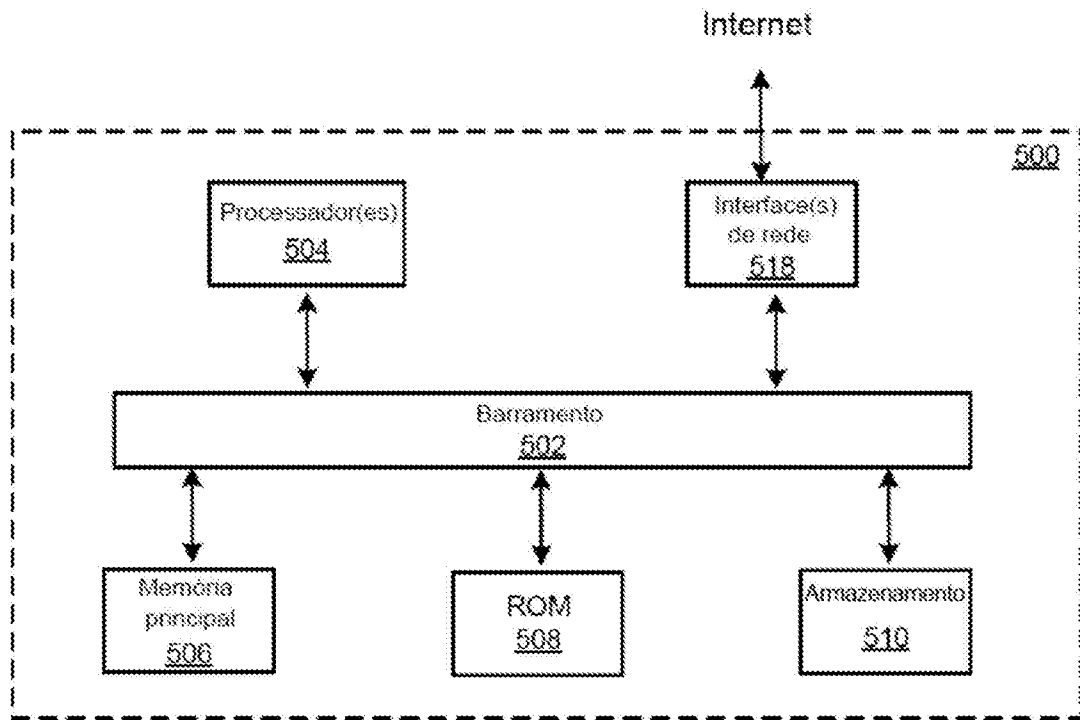 Internet
500
Processador(es)
504
Interface(s)
de rede
518
Barramento
502
Memória
principal
506
ROM
508
Armazenamento
510